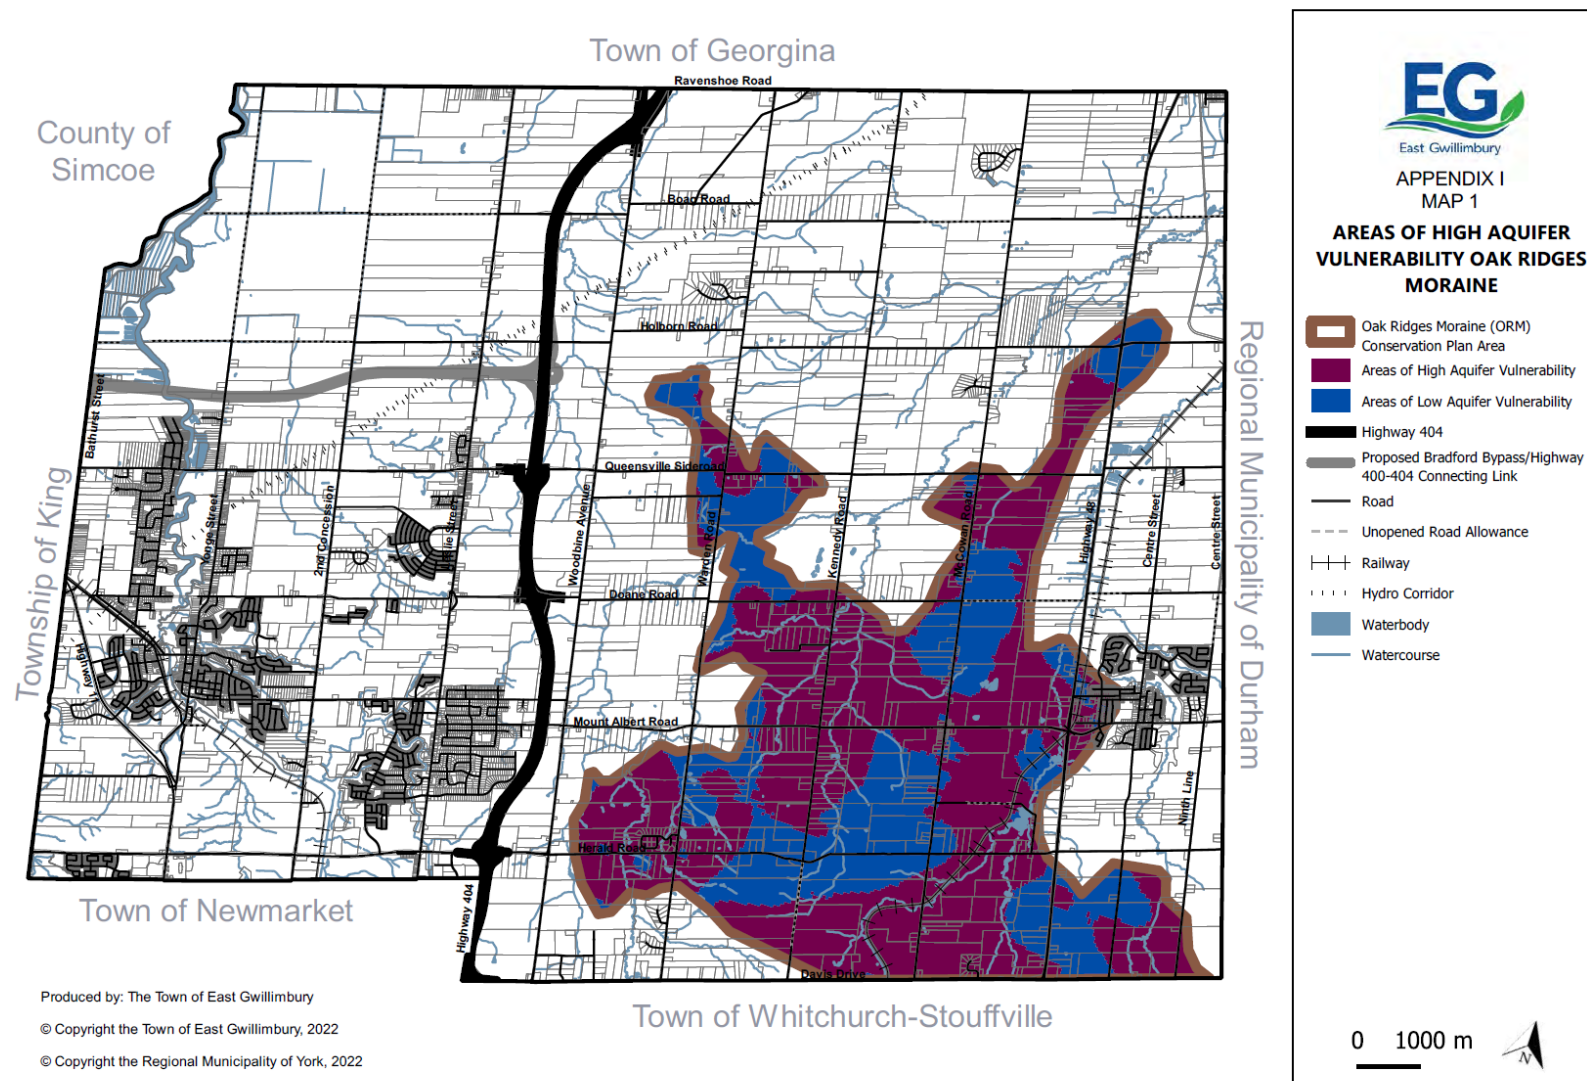 Town of Georgina
Ravenshoe Road
County of
Simcoe
Boag Road
Holborn Road
Bathurst Street
Queensville Sideroad
Township of King
Yonge Street
2nd Concession
Woodbine Avenue
Warden Road
Kennedy Road
McCowan Road
Highway 48
Centre Street
Centre Street
Regional Municipality of Durham
Doane Road
Mount Albert Road
Ninth Line
Herald Road
Highway 404
Davis Drive
Town of Newmarket
Town of Whitchurch-Stouffville
Produced by: The Town of East Gwillimbury
© Copyright the Town of East Gwillimbury, 2022
© Copyright the Regional Municipality of York, 2022
EG
East Gwillimbury
APPENDIX I
MAP 1
AREAS OF HIGH AQUIFER
VULNERABILITY OAK RIDGES
MORAINE
Oak Ridges Moraine (ORM)
Conservation Plan Area
Areas of High Aquifer Vulnerability
Areas of Low Aquifer Vulnerability
Highway 404
Proposed Bradford Bypass/Highway
400-404 Connecting Link
Road
Unopened Road Allowance
Railway
Hydro Corridor
Waterbody
Watercourse
0 1000 m
N